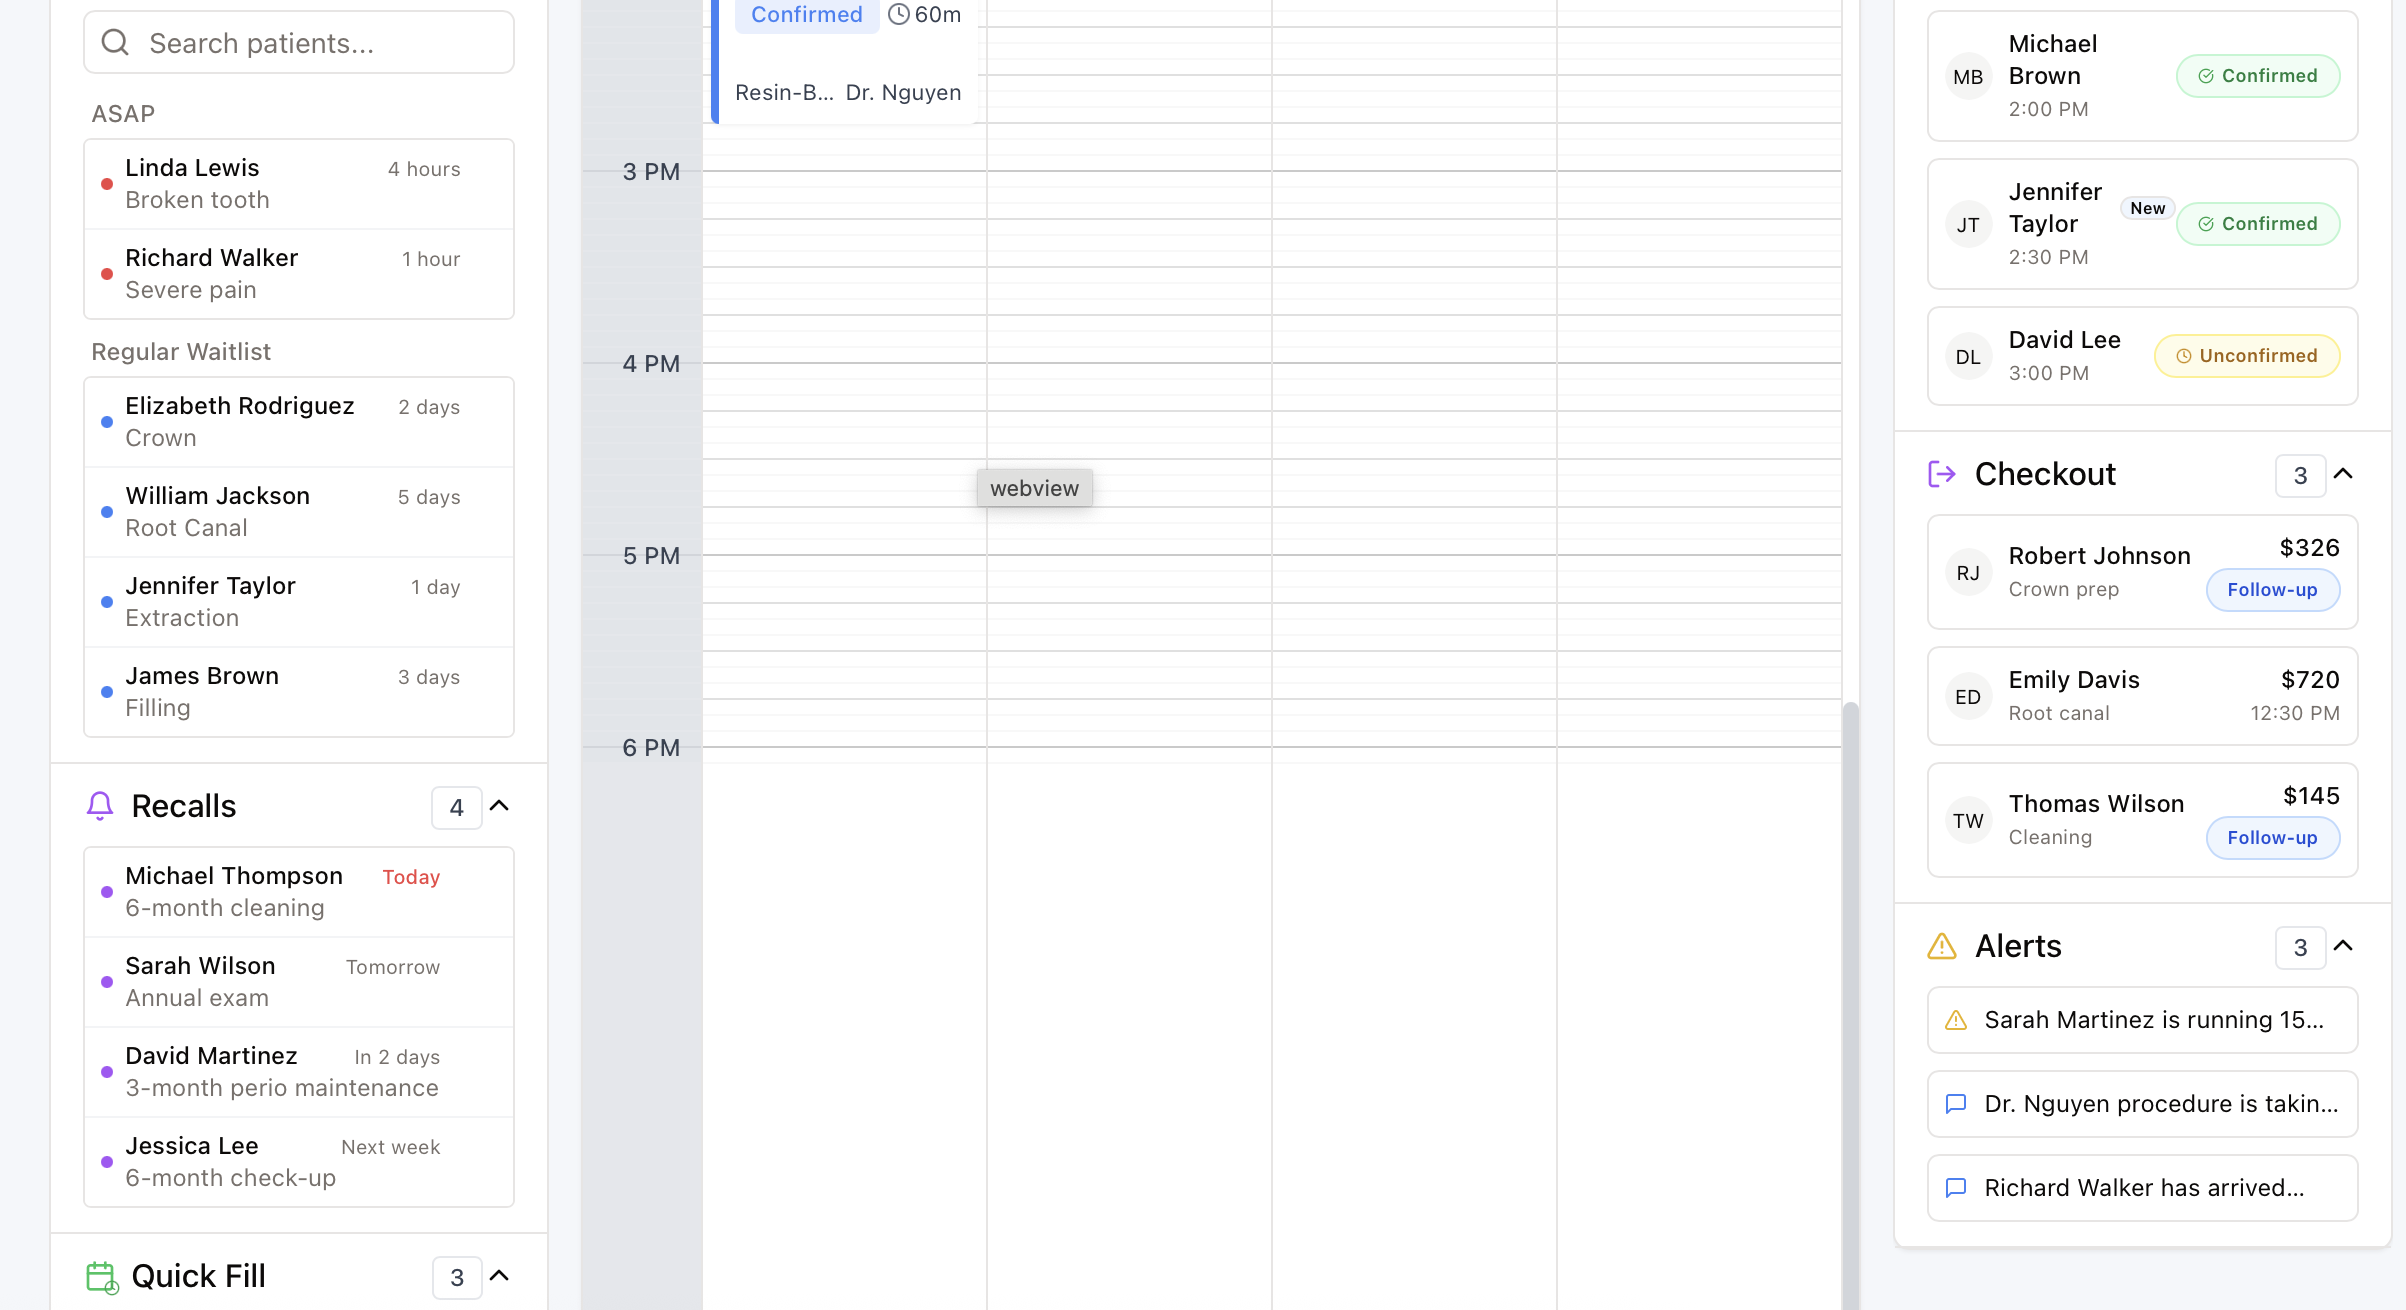 Search patients...
ASAP
Linda Lewis 4 hours
Broken tooth
Richard Walker 1 hour
Severe pain
Regular Waitlist
Elizabeth Rodriguez 2 days
Crown
William Jackson 5 days
Root Canal
Jennifer Taylor 1 day
Extraction
James Brown 3 days
Filling
Recalls 4
Michael Thompson Today
6-month cleaning
Sarah Wilson Tomorrow
Annual exam
David Martinez In 2 days
3-month perio maintenance
Jessica Lee Next week
6-month check-up
Quick Fill 3
Confirmed 60m
Resin-B... Dr. Nguyen
3 PM
4 PM
webview
5 PM
6 PM
MB Michael Brown Confirmed
2:00 PM
JT Jennifer Taylor New Confirmed
2:30 PM
DL David Lee Unconfirmed
3:00 PM
Checkout 3
RJ Robert Johnson $326
Crown prep Follow-up
ED Emily Davis $720
Root canal 12:30 PM
TW Thomas Wilson $145
Cleaning Follow-up
Alerts 3
Sarah Martinez is running 15...
Dr. Nguyen procedure is takin...
Richard Walker has arrived...